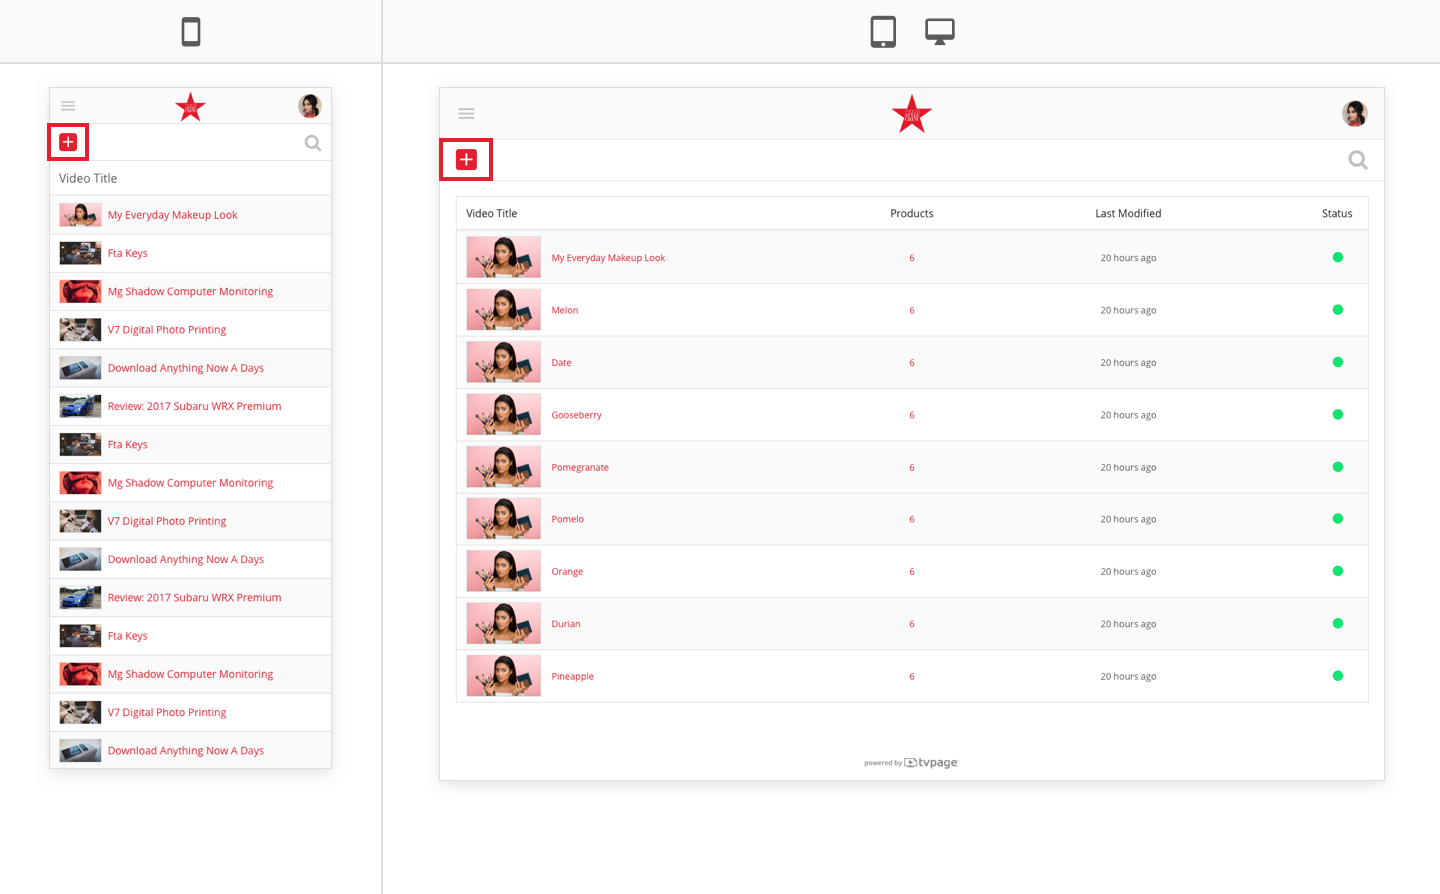 Video Title
My Everyday Makeup Look
Fta Keys
Mg Shadow Computer Monitoring
V7 Digital Photo Printing
Download Anything Now A Days
Review: 2017 Subaru WRX Premium
Fta Keys
Mg Shadow Computer Monitoring
V7 Digital Photo Printing
Download Anything Now A Days
Review: 2017 Subaru WRX Premium
Fta Keys
Mg Shadow Computer Monitoring
V7 Digital Photo Printing
Download Anything Now A Days
Video Title Products Last Modified Status
My Everyday Makeup Look 6 20 hours ago
Melon 6 20 hours ago
Date 6 20 hours ago
Gooseberry 6 20 hours ago
Pomegranate 6 20 hours ago
Pomelo 6 20 hours ago
Orange 6 20 hours ago
Durian 6 20 hours ago
Pineapple 6 20 hours ago
powered by tvpage